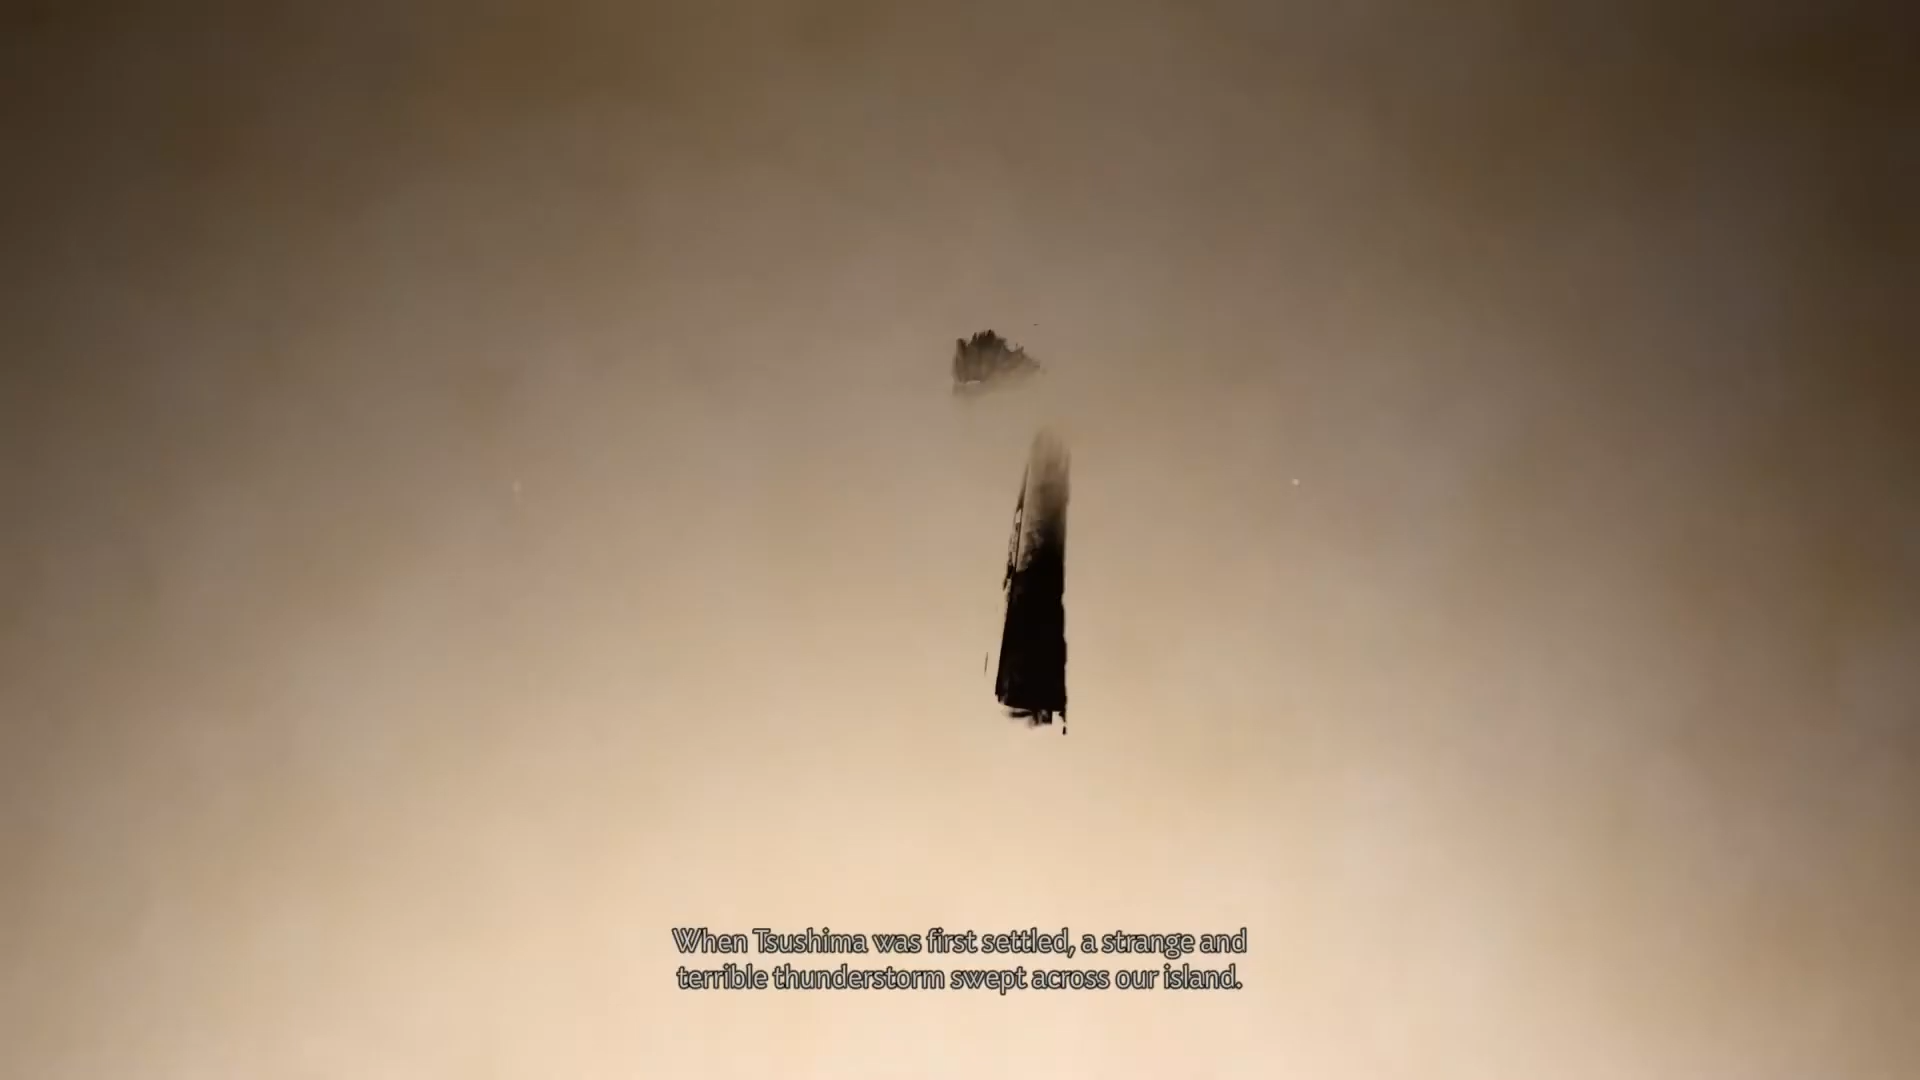 When Tsushima was first settled, a strange and
terrible thunderstorm swept across our island.